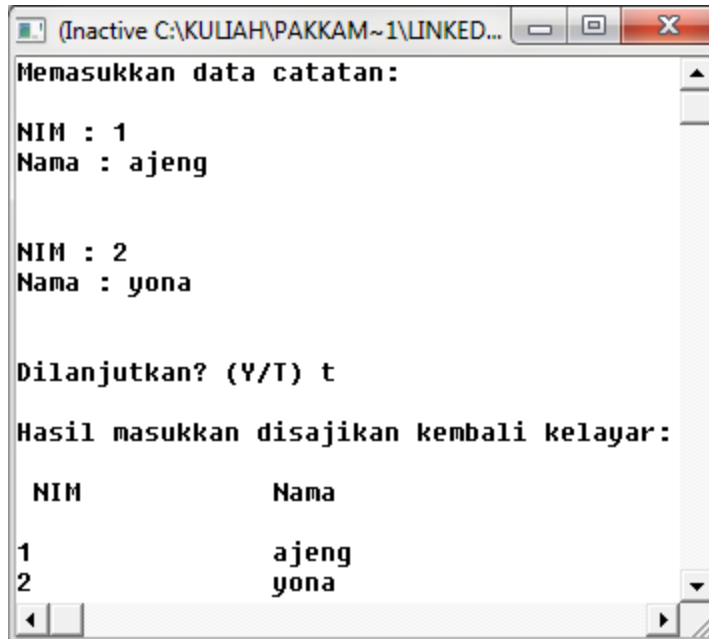 (Inactive C:\KULIAH\PAKKAM~1\LINKED...
Memasukkan data catatan:
NIM : 1
Nama : ajeng
NIM : 2
Nama : yona
Dilanjutkan? (Y/T) t
Hasil masukkan disajikan kembali kelayar:
NIM Nama
1 ajeng
2 yona